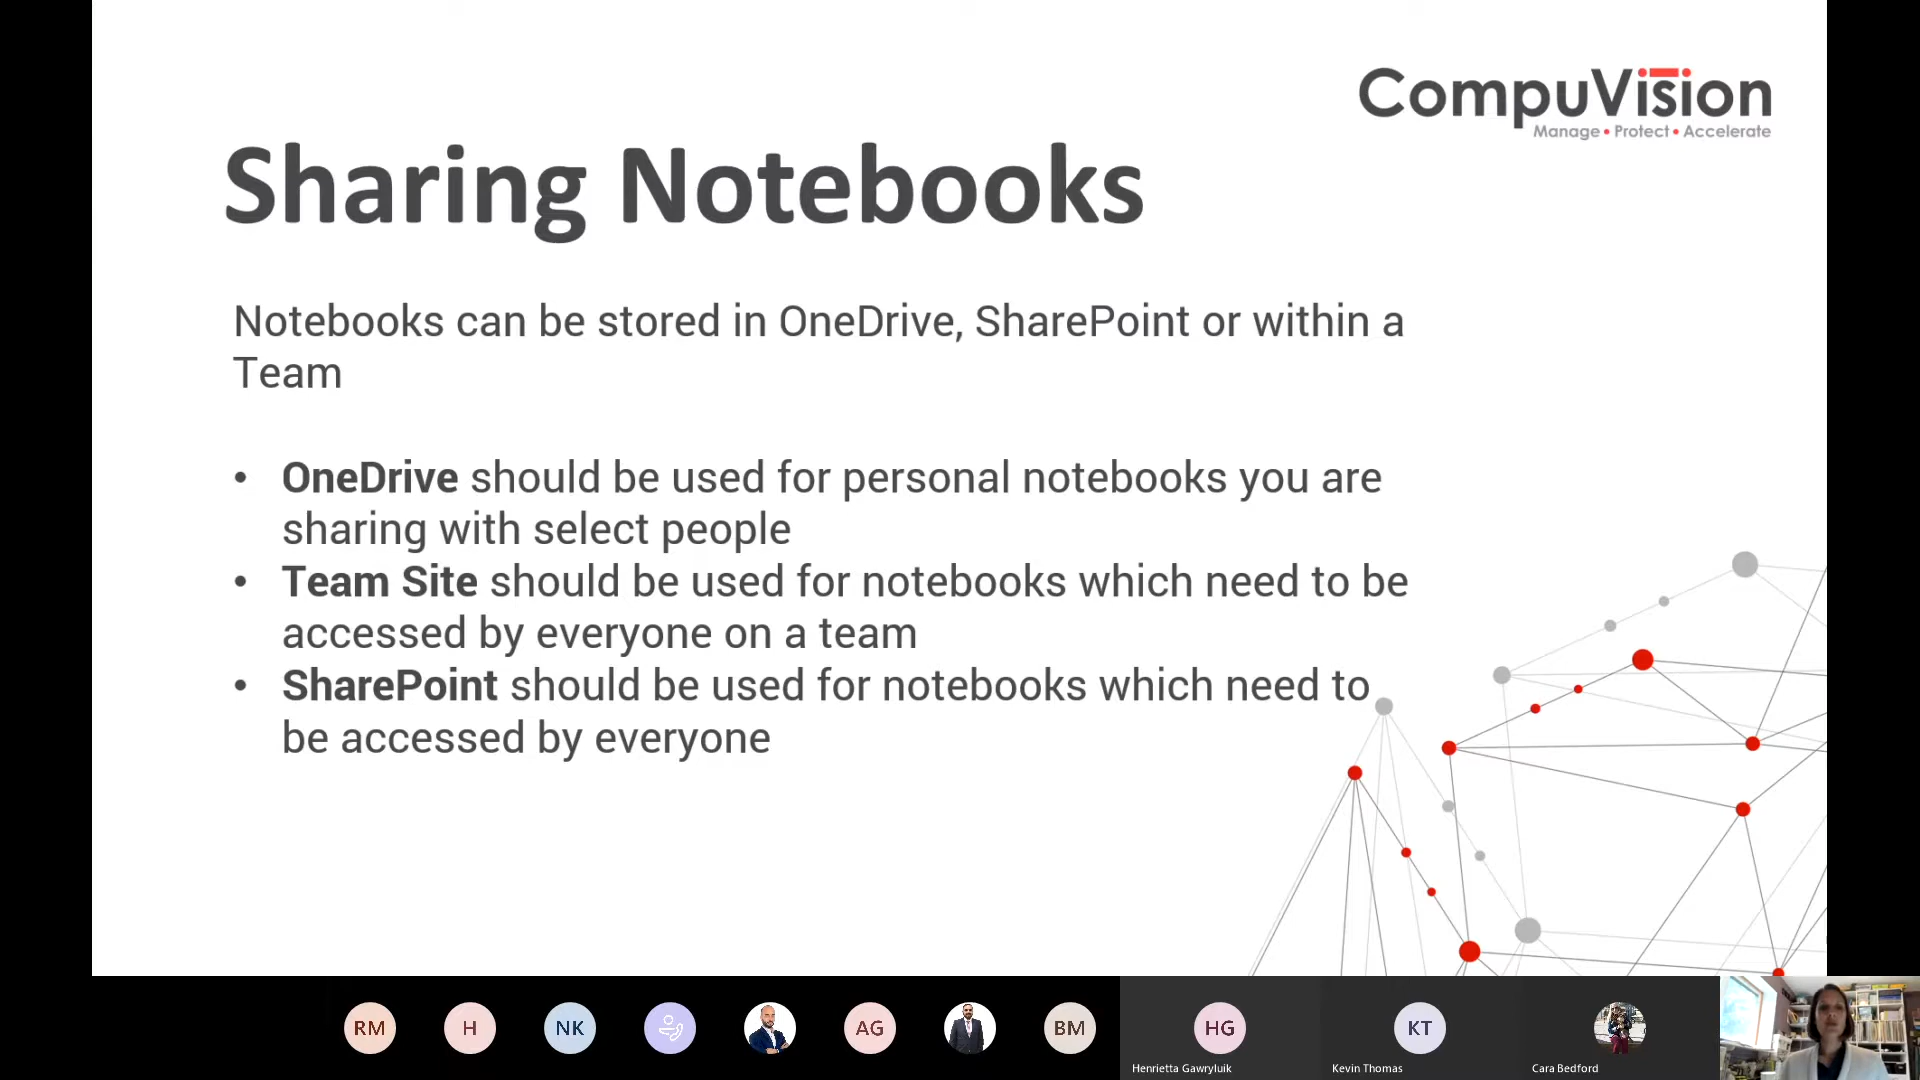 CompuVision
Manage • Protect • Accelerate
Sharing Notebooks
Notebooks can be stored in OneDrive, SharePoint or within a
Team
• OneDrive should be used for personal notebooks you are
sharing with select people
• Team Site should be used for notebooks which need to be
accessed by everyone on a team
• SharePoint should be used for notebooks which need to
be accessed by everyone
RM H NK AG BM HG KT
Henrietta Gawryluik Kevin Thomas Cara Bedford